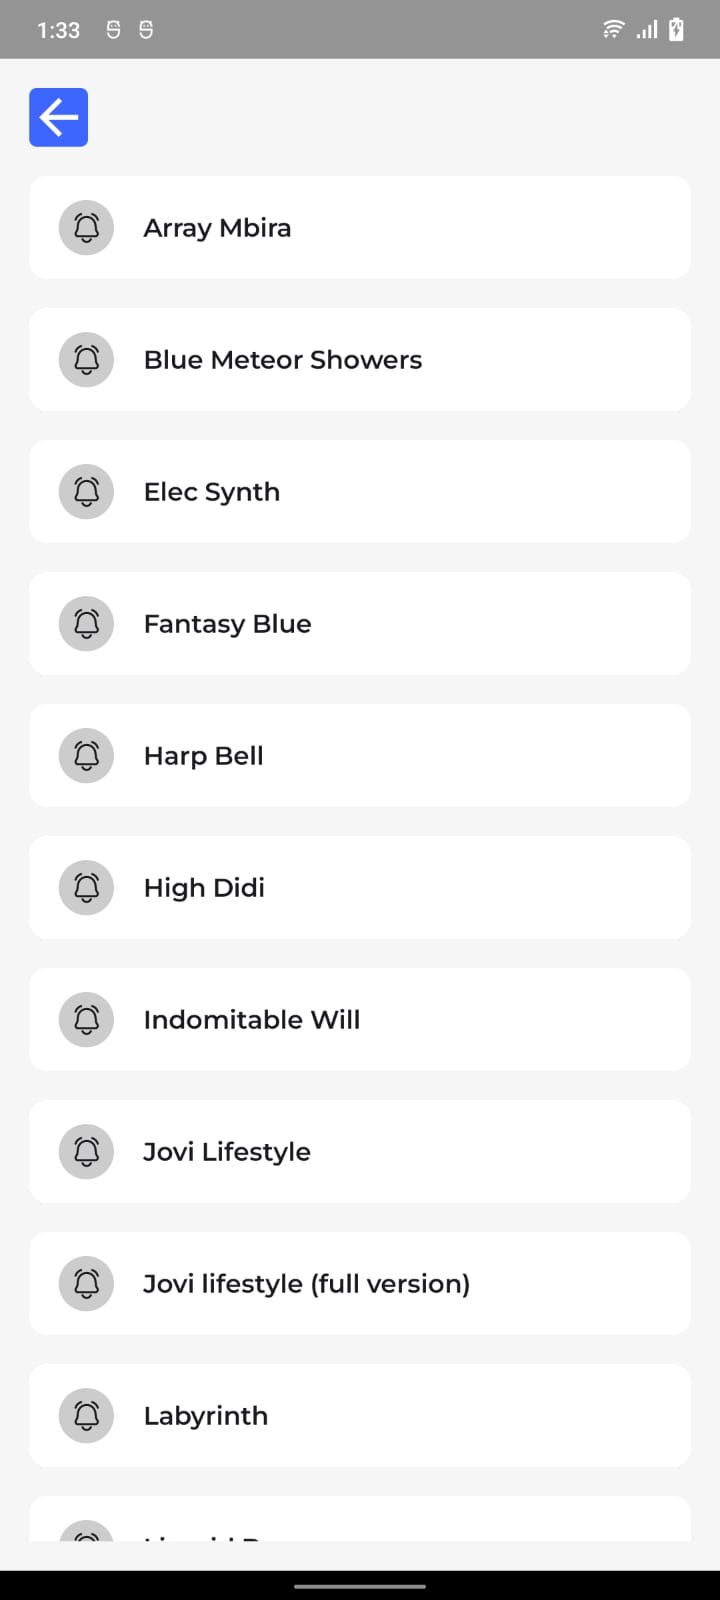 1:33
Array Mbira
Blue Meteor Showers
Elec Synth
Fantasy Blue
Harp Bell
High Didi
Indomitable Will
Jovi Lifestyle
Jovi lifestyle (full version)
Labyrinth